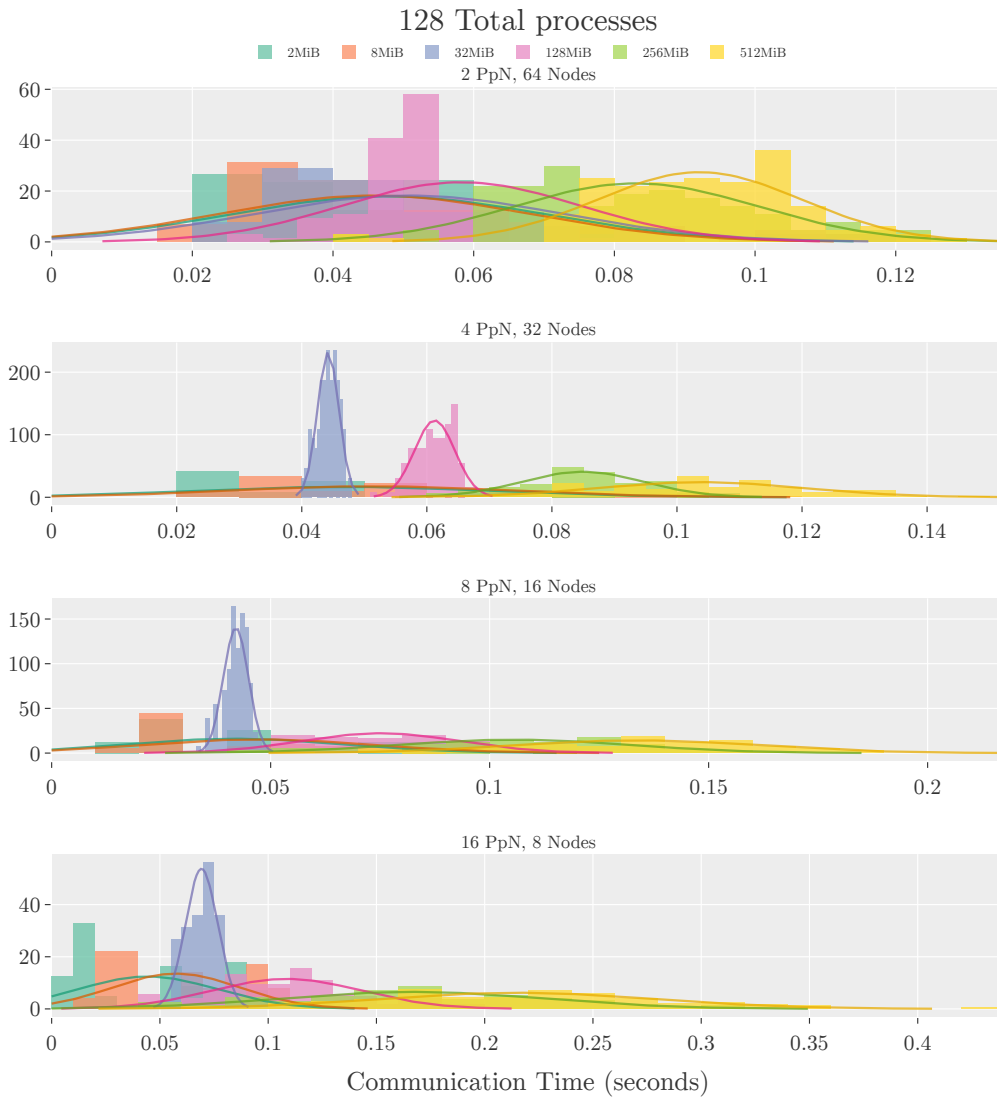 128 Total processes
2MiB 8MiB 32MiB 128MiB 256MiB 512MiB
2 PpN, 64 Nodes
60
40
20
0
0 0.02 0.04 0.06 0.08 0.1 0.12
4 PpN, 32 Nodes
200
100
0
0 0.02 0.04 0.06 0.08 0.1 0.12 0.14
8 PpN, 16 Nodes
150
100
50
0
0 0.05 0.1 0.15 0.2
16 PpN, 8 Nodes
40
20
0
0 0.05 0.1 0.15 0.2 0.25 0.3 0.35 0.4
Communication Time (seconds)